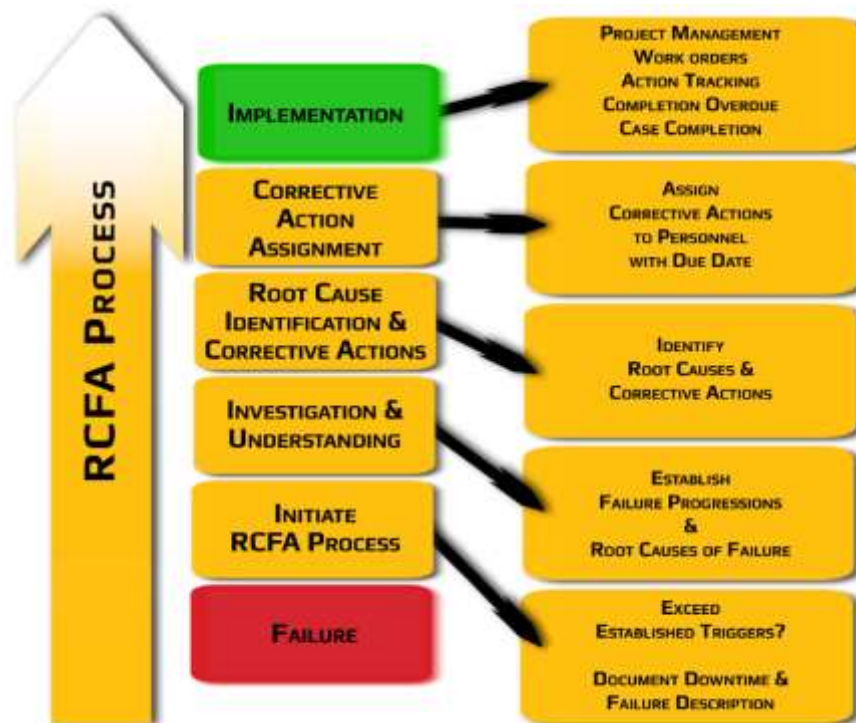 RCFA Process
Implementation
Corrective
Action
Assignment
Root Cause
Identification &
Corrective Actions
Investigation &
Understanding
Initiate
RCFA Process
Failure
Project Management
Work orders
Action Tracking
Completion Overdue
Case Completion
Assign
Corrective Actions
to Personnel
with Due Date
Identify
Root Causes &
Corrective Actions
Establish
Failure Progressions
&
Root Causes of Failure
Exceed
Established Triggers?
Document Downtime &
Failure Description